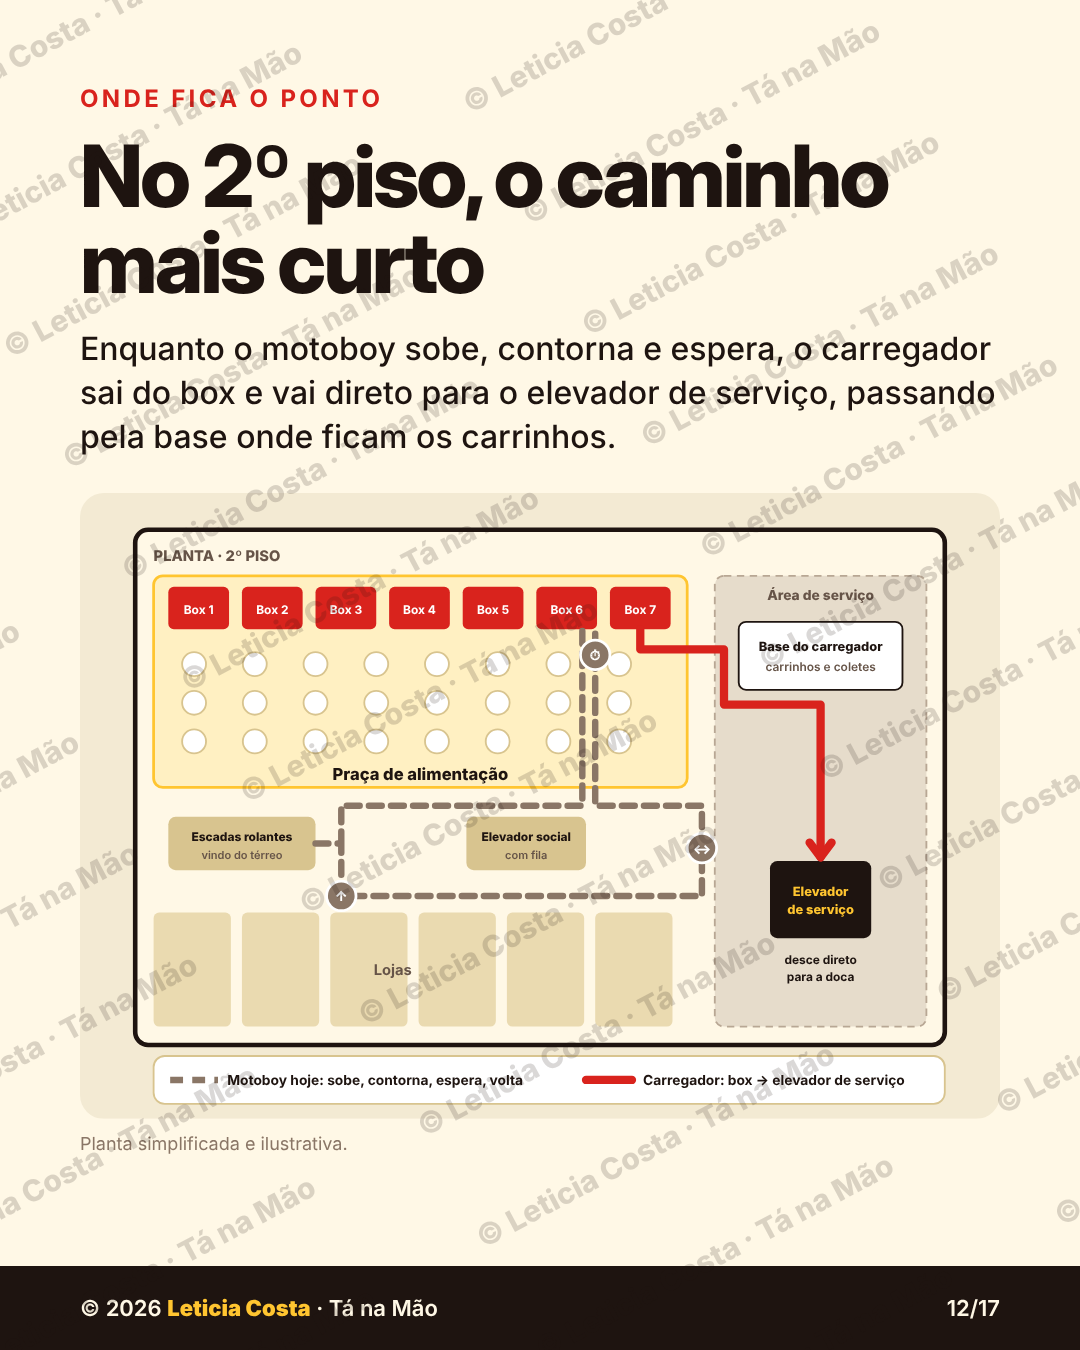 ONDE FICA O PONTO
No 2º piso, o caminho
mais curto
Enquanto o motoboy sobe, contorna e espera, o carregador
sai do box e vai direto para o elevador de serviço, passando
pela base onde ficam os carrinhos.
PLANTA · 2º PISO
Box 1
Box 2
Box 3
Box 4
Box 5
Box 6
Box 7
Área de serviço
Base do carregador
carrinhos e coletes
Praça de alimentação
Escadas rolantes
vindo do térreo
Elevador social
com fila
Elevador
de serviço
desce direto
para a doca
Lojas
Motoboy hoje: sobe, contorna, espera, volta
Carregador: box → elevador de serviço
Planta simplificada e ilustrativa.
© Leticia Costa · Tá na Mão
© 2026 Leticia Costa · Tá na Mão
12/17